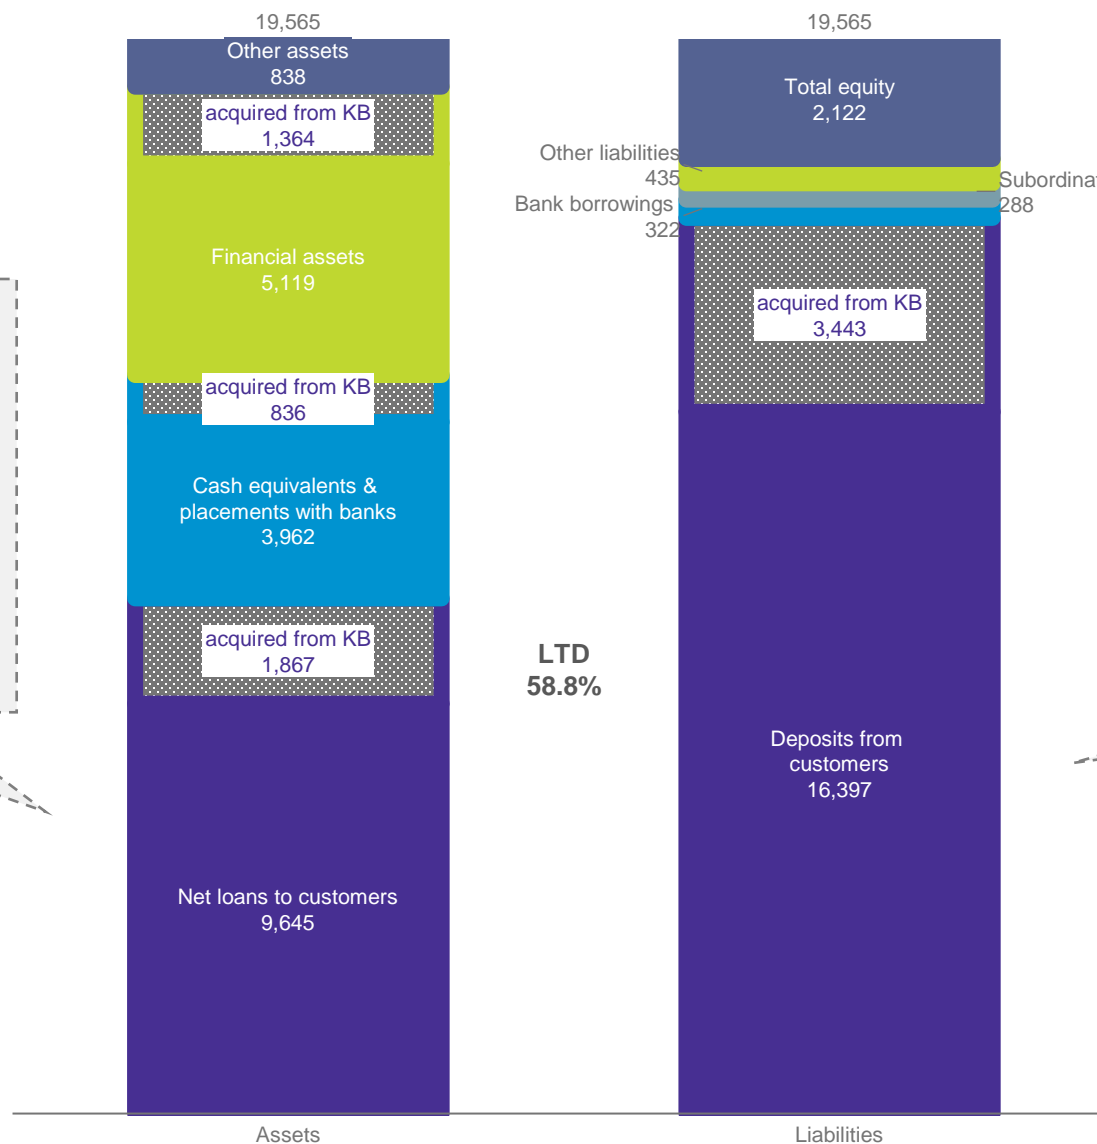 19,565
Other assets
838
acquired from KB
1,364
Financial assets
5,119
acquired from KB
836
Cash equivalents &
placements with banks
3,962
acquired from KB
1,867
Net loans to customers
9,645
Assets
LTD
58.8%
19,565
Total equity
2,122
Other liabilities
435
Subordinat
288
Bank borrowings
322
acquired from KB
3,443
Deposits from
customers
16,397
Liabilities